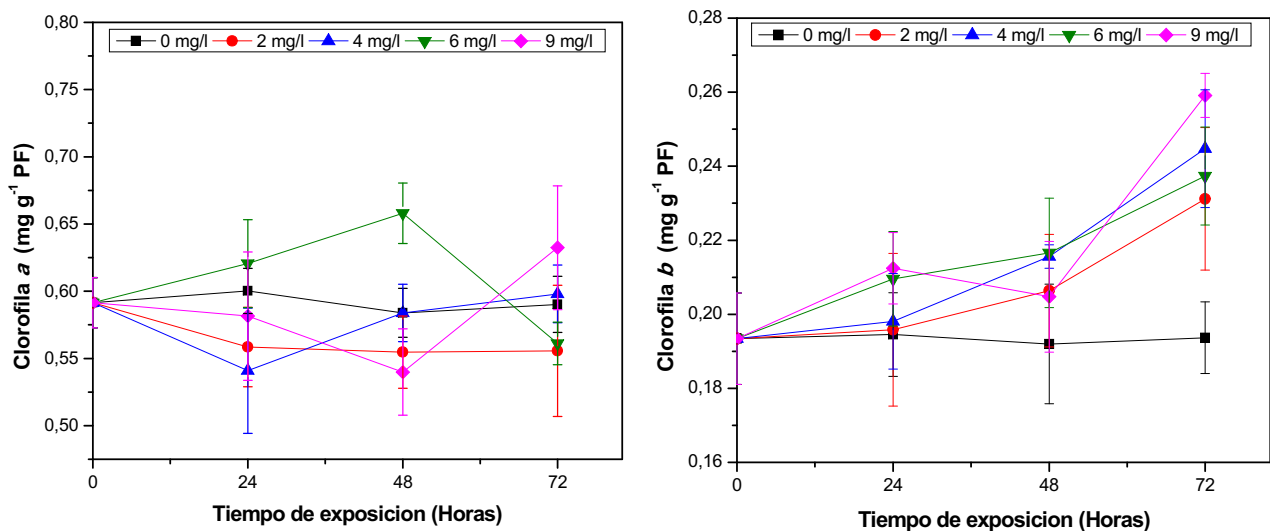 0,80
0,75
0,70
0,65
0,60
0,55
0,50
Clorofila a (mg g-1 PF)
0 mg/l 2 mg/l 4 mg/l 6 mg/l 9 mg/l
0 24 48 72
Tiempo de exposicion (Horas)
0,28
0,26
0,24
0,22
0,20
0,18
0,16
Clorofila b (mg g-1 PF)
0 mg/l 2 mg/l 4 mg/l 6 mg/l 9 mg/l
0 24 48 72
Tiempo de exposicion (Horas)